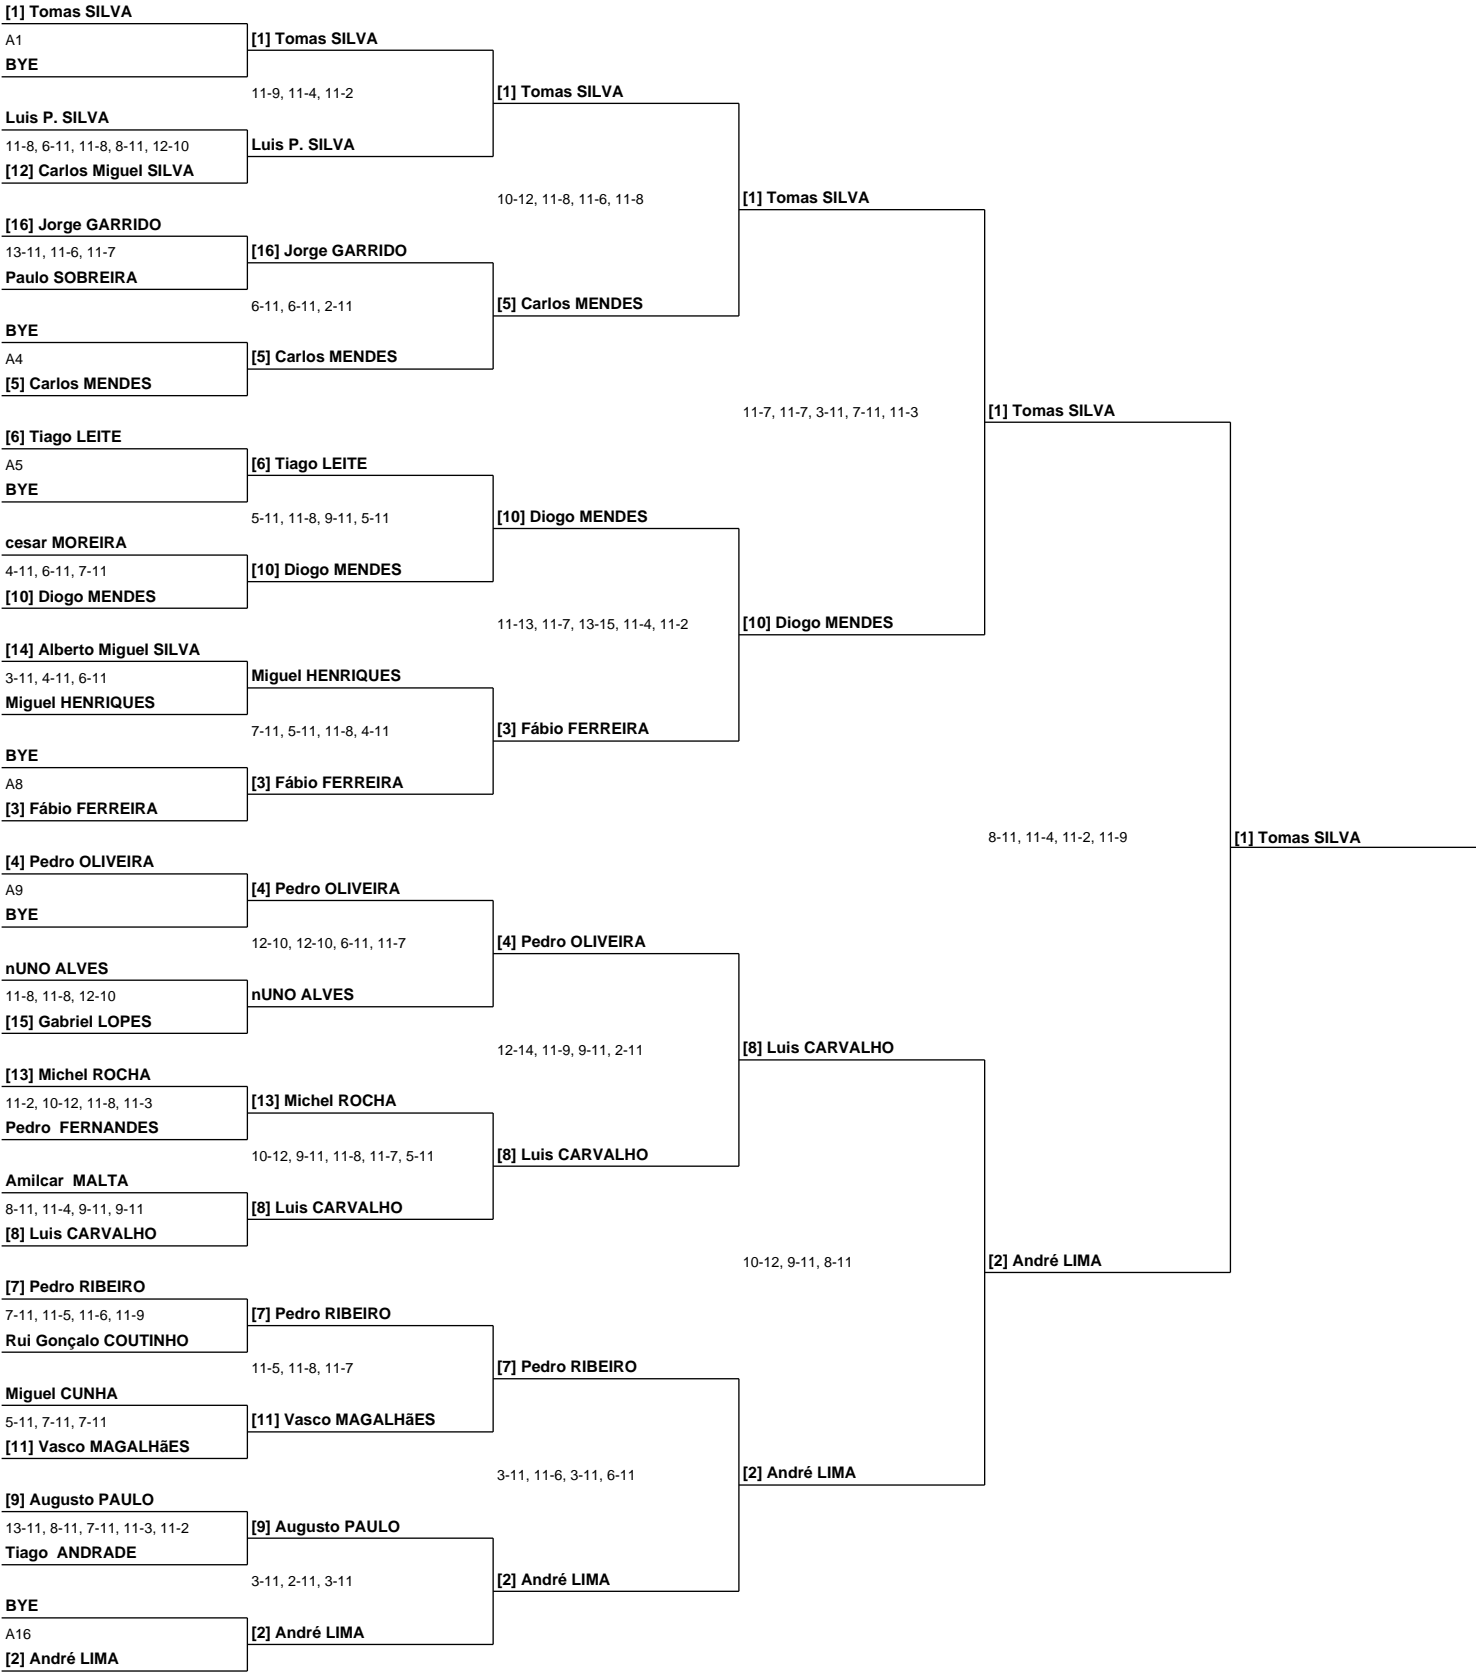 [1] Tomas SILVA
A1
[1] Tomas SILVA
BYE
11-9, 11-4, 11-2
[1] Tomas SILVA
Luis P. SILVA
11-8, 6-11, 11-8, 8-11, 12-10
Luis P. SILVA
[12] Carlos Miguel SILVA
10-12, 11-8, 11-6, 11-8
[1] Tomas SILVA
[16] Jorge GARRIDO
13-11, 11-6, 11-7
[16] Jorge GARRIDO
Paulo SOBREIRA
6-11, 6-11, 2-11
[5] Carlos MENDES
BYE
A4
[5] Carlos MENDES
[5] Carlos MENDES
11-7, 11-7, 3-11, 7-11, 11-3
[1] Tomas SILVA
[6] Tiago LEITE
A5
[6] Tiago LEITE
BYE
5-11, 11-8, 9-11, 5-11
[10] Diogo MENDES
cesar MOREIRA
4-11, 6-11, 7-11
[10] Diogo MENDES
[10] Diogo MENDES
11-13, 11-7, 13-15, 11-4, 11-2
[10] Diogo MENDES
[14] Alberto Miguel SILVA
3-11, 4-11, 6-11
Miguel HENRIQUES
Miguel HENRIQUES
7-11, 5-11, 11-8, 4-11
[3] Fábio FERREIRA
BYE
A8
[3] Fábio FERREIRA
[3] Fábio FERREIRA
8-11, 11-4, 11-2, 11-9
[1] Tomas SILVA
[4] Pedro OLIVEIRA
A9
[4] Pedro OLIVEIRA
BYE
12-10, 12-10, 6-11, 11-7
[4] Pedro OLIVEIRA
nUNO ALVES
11-8, 11-8, 12-10
nUNO ALVES
[15] Gabriel LOPES
12-14, 11-9, 9-11, 2-11
[8] Luis CARVALHO
[13] Michel ROCHA
11-2, 10-12, 11-8, 11-3
[13] Michel ROCHA
Pedro  FERNANDES
10-12, 9-11, 11-8, 11-7, 5-11
[8] Luis CARVALHO
Amilcar  MALTA
8-11, 11-4, 9-11, 9-11
[8] Luis CARVALHO
[8] Luis CARVALHO
10-12, 9-11, 8-11
[2] André LIMA
[7] Pedro RIBEIRO
7-11, 11-5, 11-6, 11-9
[7] Pedro RIBEIRO
Rui Gonçalo COUTINHO
11-5, 11-8, 11-7
[7] Pedro RIBEIRO
Miguel CUNHA
5-11, 7-11, 7-11
[11] Vasco MAGALHãES
[11] Vasco MAGALHãES
3-11, 11-6, 3-11, 6-11
[2] André LIMA
[9] Augusto PAULO
13-11, 8-11, 7-11, 11-3, 11-2
[9] Augusto PAULO
Tiago  ANDRADE
3-11, 2-11, 3-11
[2] André LIMA
BYE
A16
[2] André LIMA
[2] André LIMA